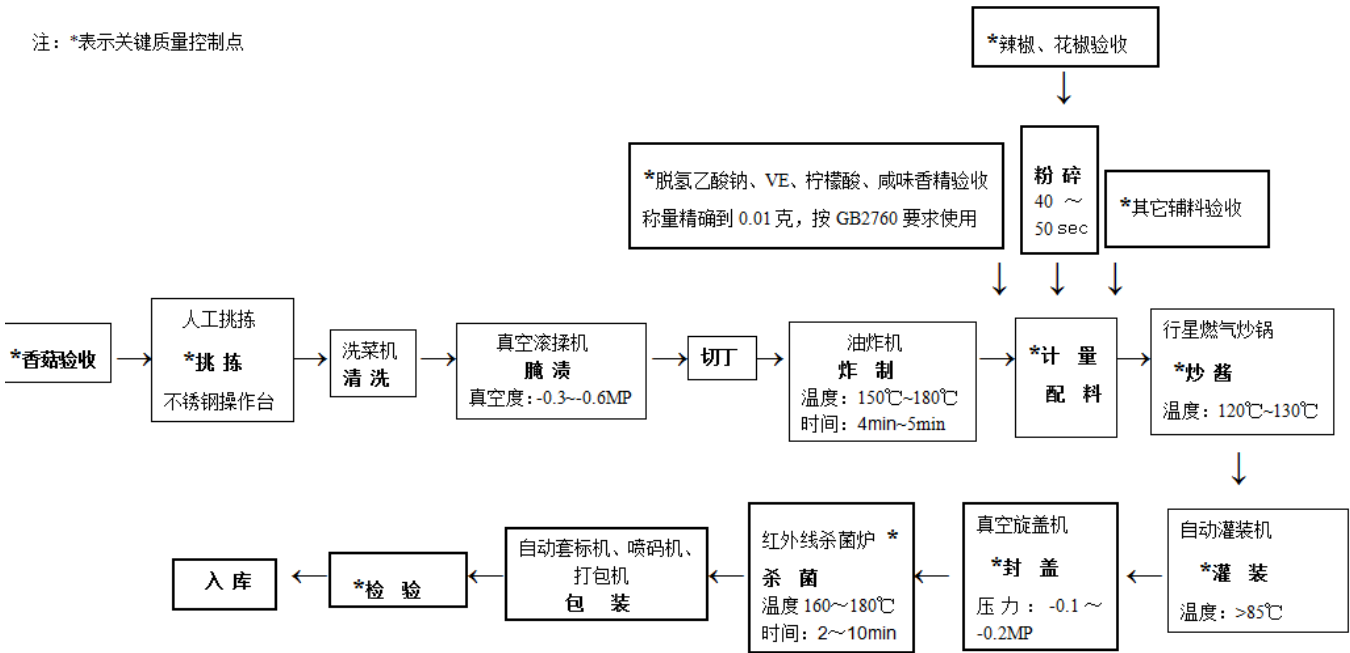 注：*表示关键质量控制点
*辣椒、花椒验收
*脱氢乙酸钠、VE、柠檬酸、咸味香精验收
称量精确到 0.01 克，按 GB2760 要求使用
粉 碎
40 ～
50 sec
*其它辅料验收
*香菇验收
人工挑拣
*挑 拣
不锈钢操作台
洗菜机
清 洗
真空滚揉机
腌 渍
真空度：-0.3~-0.6MP
切丁
油炸机
炸 制
温度：150℃~180℃
时间：4min~5min
*计 量
配 料
行星燃气炒锅
*炒 酱
温度：120℃~130℃
自动灌装机
*灌 装
温度：>85℃
真空旋盖机
*封 盖
压 力 ： -0.1 ～
-0.2MP
红外线杀菌炉 *
杀 菌
温度 160～180℃
时间：2～10min
自动套标机、喷码机、
打包机
包 装
*检 验
入 库